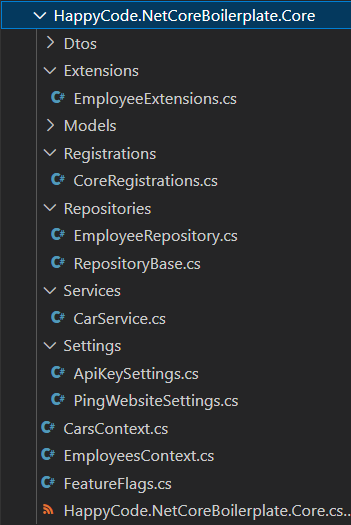 HappyCode.NetCoreBoilerplate.Core
Dtos
Extensions
EmployeeExtensions.cs
Models
Registrations
CoreRegistrations.cs
Repositories
EmployeeRepository.cs
RepositoryBase.cs
Services
CarService.cs
Settings
ApiKeySettings.cs
PingWebsiteSettings.cs
CarsContext.cs
EmployeesContext.cs
FeatureFlags.cs
HappyCode.NetCoreBoilerplate.Core.cs...